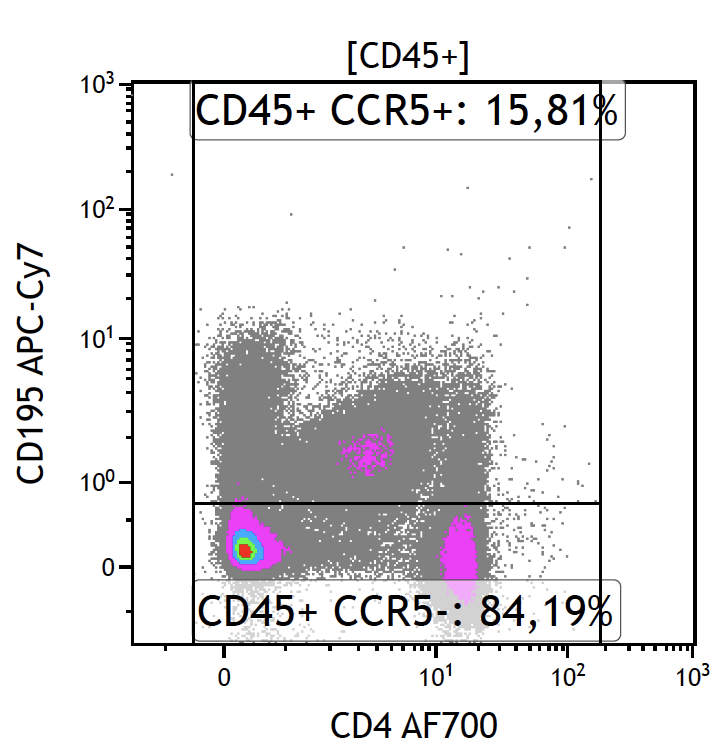 [CD45+]
CD45+ CCR5+: 15,81%
10³
10²
10¹
10⁰
0
CD195 APC-Cy7
CD45+ CCR5-: 84,19%
0
10¹
10²
10³
CD4 AF700